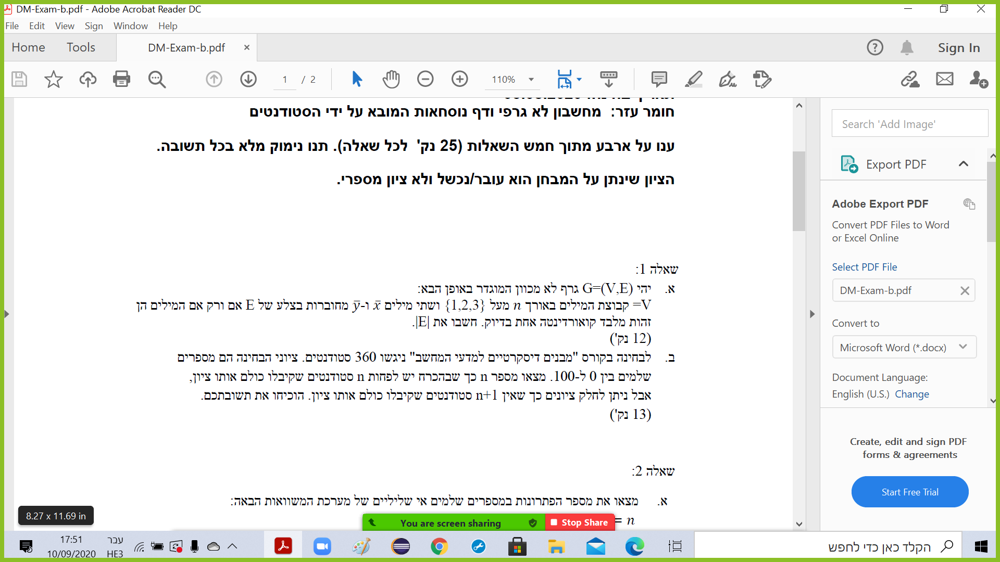 DM-Exam-b.pdf - Adobe Acrobat Reader DC
File Edit View Sign Window Help
Home Tools DM-Exam-b.pdf × Sign In
1 / 2 110%
חומר עזר: מחשבון לא גרפי ודף נוסחאות המובא על ידי הסטודנטים
ענו על ארבע מתוך חמש השאלות (25 נק' לכל שאלה). תנו נימוק מלא בכל תשובה.
הציון שינתן על המבחן הוא עובר/נכשל ולא ציון מספרי.
שאלה 1:
א. יהי G=(V,E) גרף לא מכוון המוגדר באופן הבא:
V= קבוצת המילים באורך n מעל {1,2,3} ושתי מילים x̄ ו-ȳ מחוברות בצלע של E אם ורק אם המילים הן
זהות מלבד קואורדינטה אחת בדיוק. חשבו את |E|.
(12 נק')
ב. לבחינה בקורס "מבנים דיסקרטיים למדעי המחשב" ניגשו 360 סטודנטים. ציוני הבחינה הם מספרים
שלמים בין 0 ל-100. מצאו מספר n כך שבהכרח יש לפחות n סטודנטים שקיבלו כולם אותו ציון,
אבל ניתן לחלק ציונים כך שאין n+1 סטודנטים שקיבלו כולם אותו ציון. הוכיחו את תשובתכם.
(13 נק')
שאלה 2:
א. מצאו את מספר הפתרונות במספרים שלמים אי שליליים של מערכת המשוואות הבאה:
= n
8.27 x 11.69 in
You are screen sharing Stop Share
Search 'Add Image'
Export PDF
Adobe Export PDF
Convert PDF Files to Word
or Excel Online
Select PDF File
DM-Exam-b.pdf
Convert to
Microsoft Word (*.docx)
Document Language:
English (U.S.) Change
Create, edit and sign PDF
forms & agreements
Start Free Trial
17:51
10/09/2020
עבר
HE3
הקלד כאן כדי לחפש